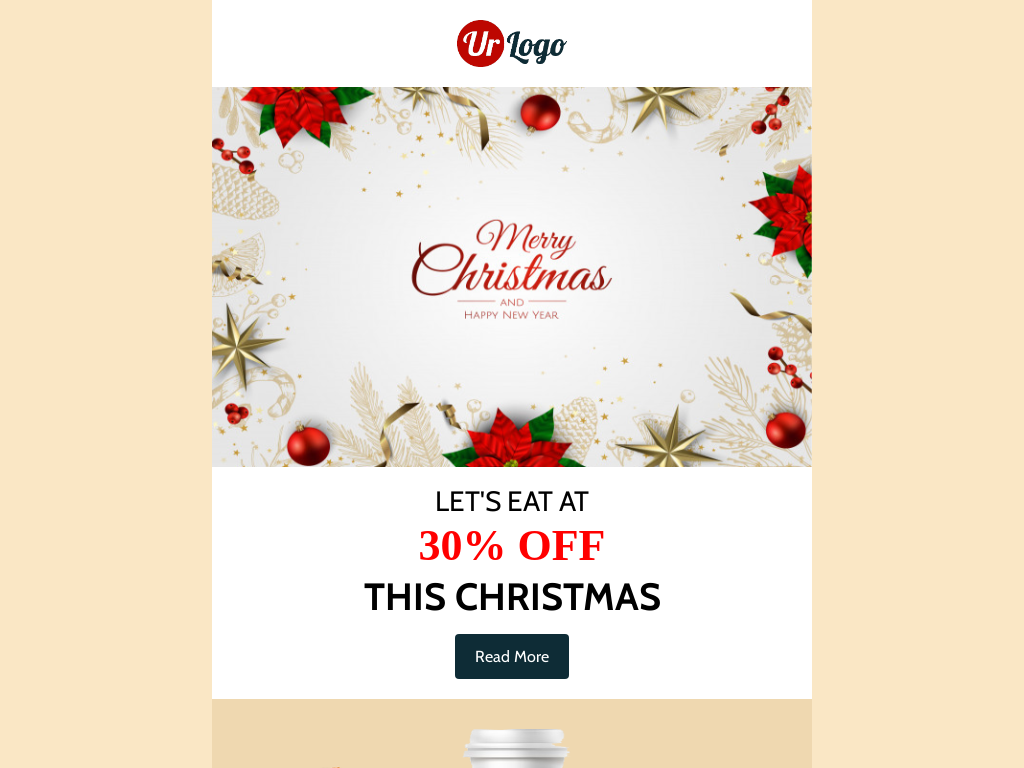 Ur Logo
Merry
Christmas
AND
HAPPY NEW YEAR
LET'S EAT AT
30% OFF
THIS CHRISTMAS
Read More